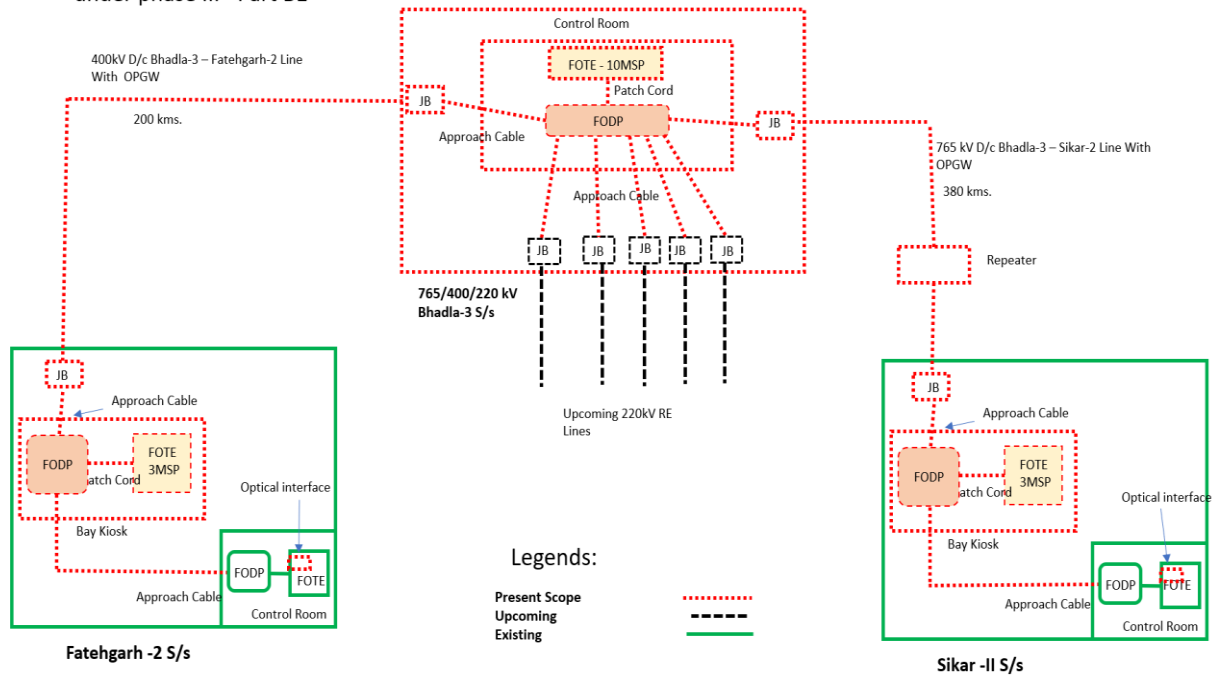 Control Room
400kV D/c Bhadla-3 – Fatehgarh-2 Line
With OPGW
200 kms.
FOTE - 10MSP
Patch Cord
JB
FODP
JB
Approach Cable
765 kV D/c Bhadla-3 – Sikar-2 Line With
OPGW
380 kms.
Approach Cable
JB
JB
JB
JB
JB
Repeater
765/400/220 kV
Bhadla-3 S/s
Upcoming 220kV RE
Lines
JB
Approach Cable
FODP
FOTE
3MSP
atch Cord
Optical interface
Bay Kiosk
FODP
FOTE
Approach Cable
Control Room
Fatehgarh -2 S/s
Legends:
Present Scope
Upcoming
Existing
JB
Approach Cable
FODP
FOTE
3MSP
atch Cord
Optical interface
Bay Kiosk
FODP
FOTE
Approach Cable
Control Room
Sikar -II S/s